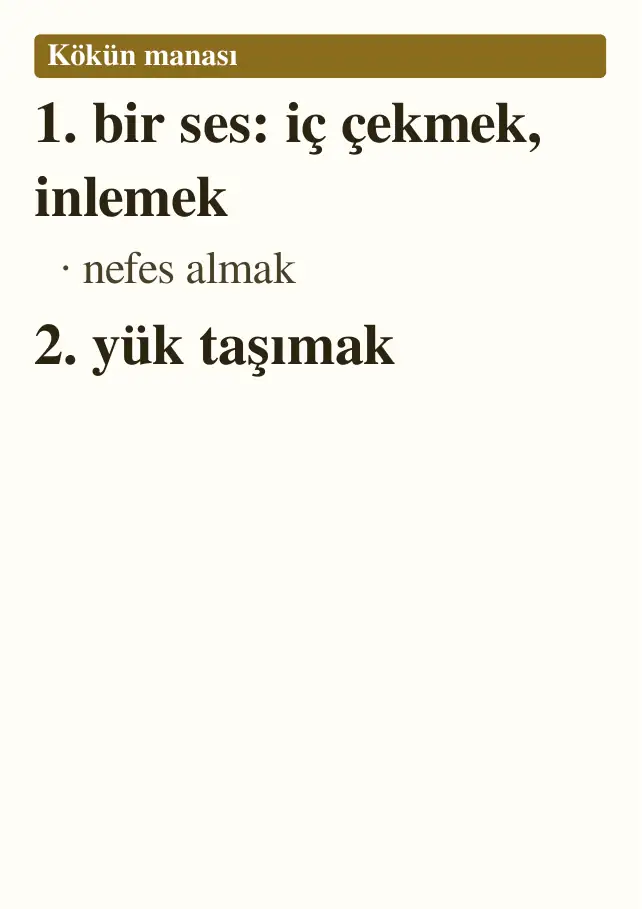 Kökün manası
1. bir ses: iç çekmek,
inlemek
· nefes almak
2. yük taşımak